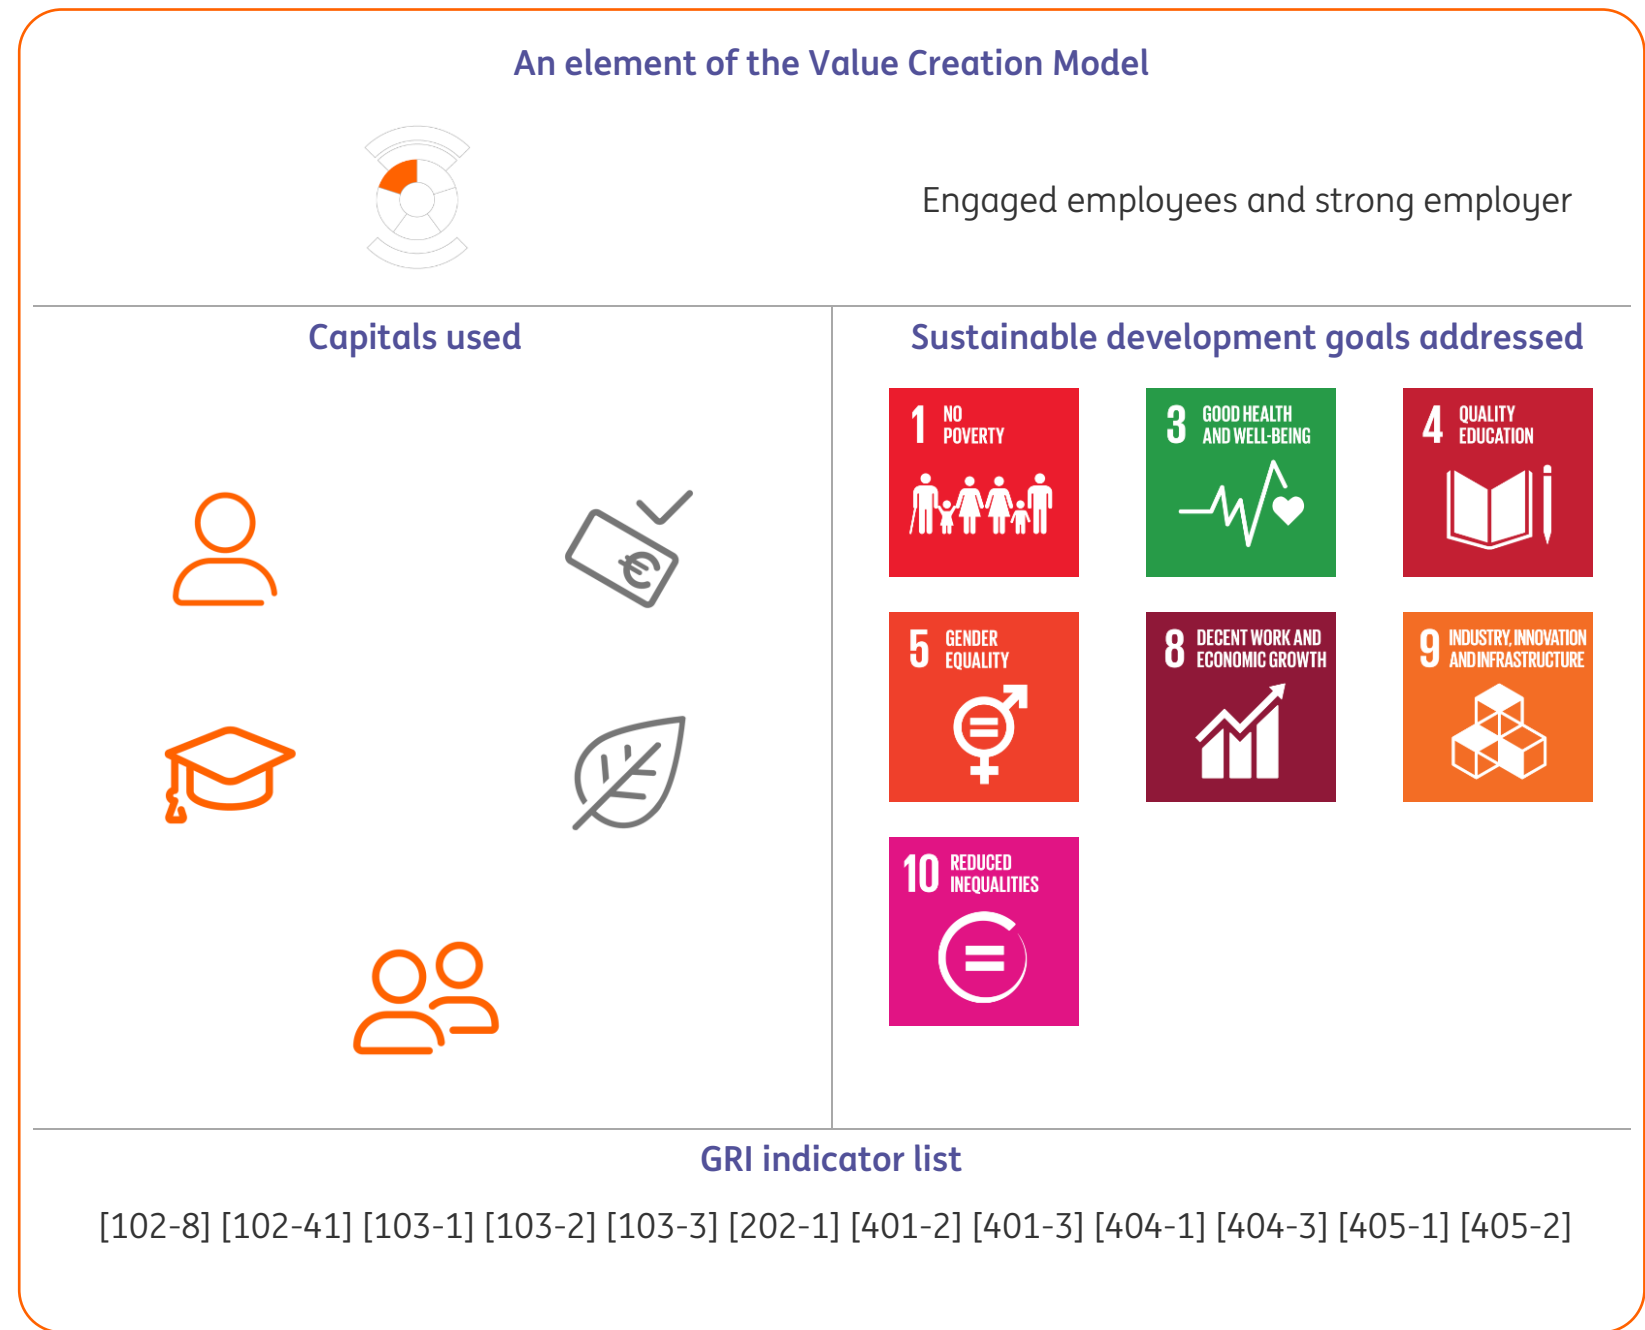 An element of the Value Creation Model
Engaged employees and strong employer
Capitals used
Sustainable development goals addressed
1 NO
POVERTY
3 GOOD HEALTH
AND WELL-BEING
4 QUALITY
EDUCATION
€
5 GENDER
EQUALITY
8 DECENT WORK AND
ECONOMIC GROWTH
9 INDUSTRY, INNOVATION
AND INFRASTRUCTURE
10 REDUCED
INEQUALITIES
GRI indicator list
[102-8] [102-41] [103-1] [103-2] [103-3] [202-1] [401-2] [401-3] [404-1] [404-3] [405-1] [405-2]